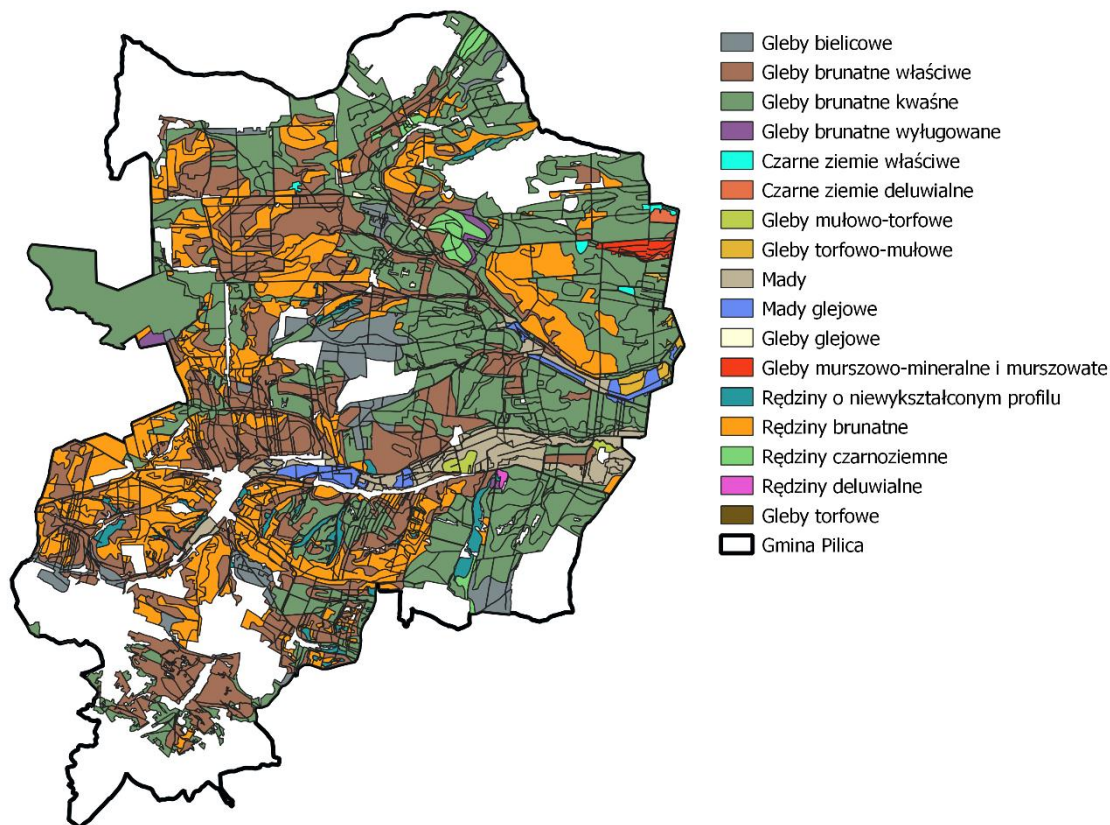 Gleby bielicowe
Gleby brunatne właściwe
Gleby brunatne kwaśne
Gleby brunatne wyługowane
Czarne ziemie właściwe
Czarne ziemie deluwialne
Gleby mułowo-torfowe
Gleby torfowo-mułowe
Mady
Mady glejowe
Gleby glejowe
Gleby murszowo-mineralne i murszowate
Rędziny o niewykształconym profilu
Rędziny brunatne
Rędziny czarnoziemne
Rędziny deluwialne
Gleby torfowe
Gmina Pilica